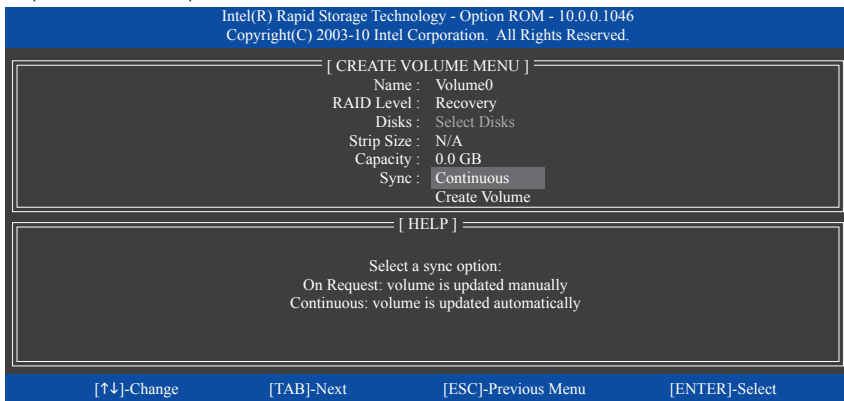 Intel(R) Rapid Storage Technology - Option ROM - 10.0.0.1046
Copyright(C) 2003-10 Intel Corporation. All Rights Reserved.
[ CREATE VOLUME MENU ]
Name : Volume0
RAID Level : Recovery
Disks : Select Disks
Strip Size : N/A
Capacity : 0.0 GB
Sync : Continuous
Create Volume
[ HELP ]
Select a sync option:
On Request: volume is updated manually
Continuous: volume is updated automatically
[↑↓]-Change [TAB]-Next [ESC]-Previous Menu [ENTER]-Select